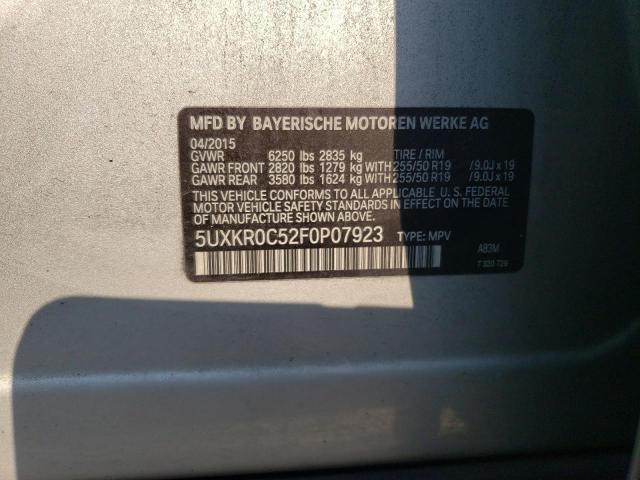 MFD BY BAYERISCHE MOTOREN WERKE AG
04/2015
GVWR 6250 lbs 2835 kg TIRE / RIM
GAWR FRONT 2820 lbs 1279 kg WITH 255/50 R19 /9.0J x 19
GAWR REAR 3580 lbs 1624 kg WITH 255/50 R19 /9.0J x 19
THIS VEHICLE CONFORMS TO ALL APPLICABLE U. S. FEDERAL
MOTOR VEHICLE SAFETY STANDARDS IN EFFECT
ON THE DATE OF MANUFACTURE SHOWN ABOVE.
5UXKR0C52F0P07923 TYPE: MPV
A83M